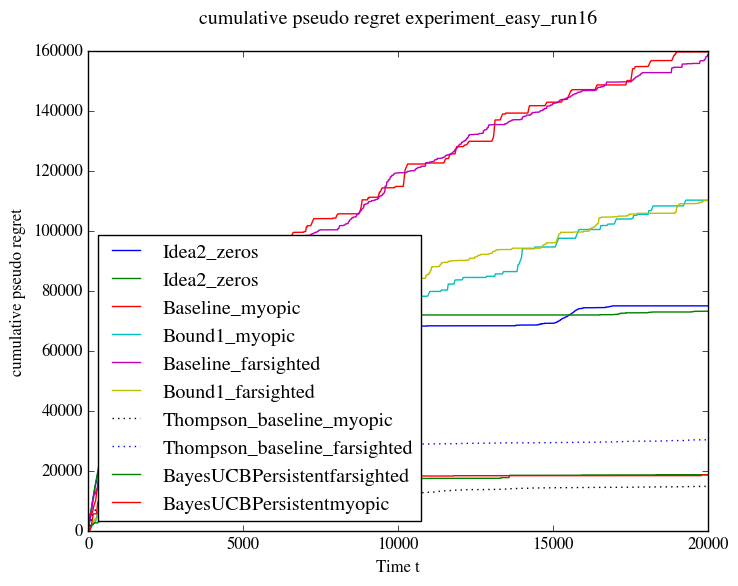 cumulative pseudo regret experiment_easy_run16
160000
140000
120000
100000
80000
60000
40000
20000
0
cumulative pseudo regret
Idea2_zeros
Idea2_zeros
Baseline_myopic
Bound1_myopic
Baseline_farsighted
Bound1_farsighted
Thompson_baseline_myopic
Thompson_baseline_farsighted
BayesUCBPersistentfarsighted
BayesUCBPersistentmyopic
0 5000 10000 15000 20000
Time t